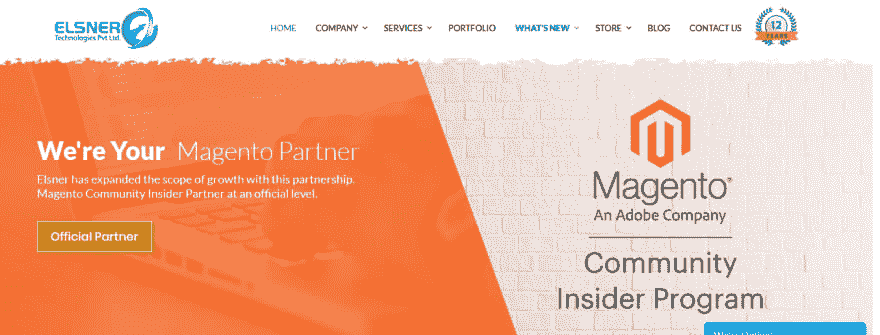 ELSNER
Technologies Pvt Ltd
HOME COMPANY SERVICES PORTFOLIO WHAT'S NEW STORE BLOG CONTACT US
12
YEARS
We're Your Magento Partner
Elsner has expanded the scope of growth with this partnership.
Magento Community Insider Partner at an official level.
Official Partner
Magento®
An Adobe Company
Community
Insider Program